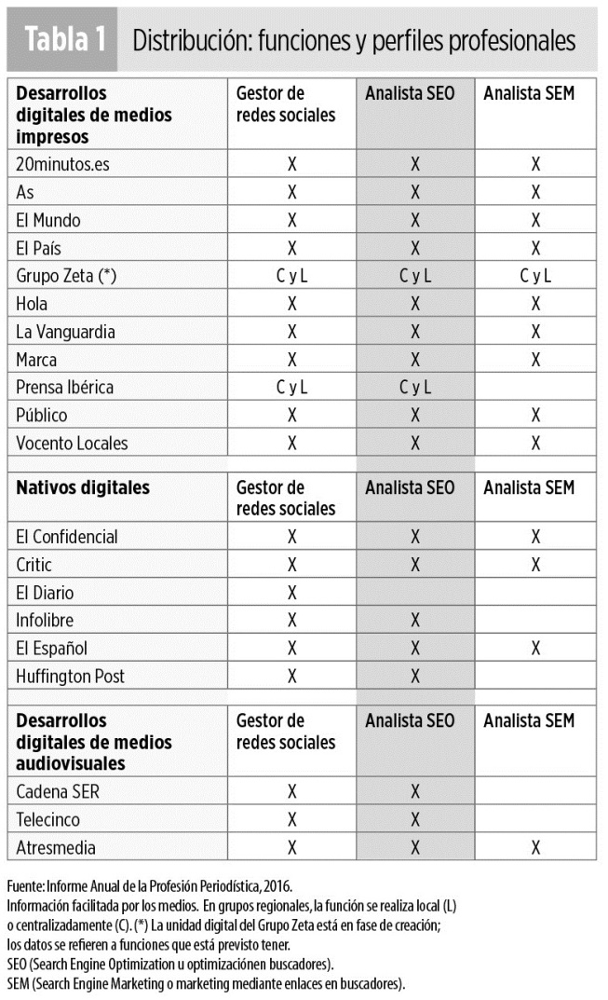 Tabla 1 Distribución: funciones y perfiles profesionales
Desarrollos digitales de medios impresos Gestor de redes sociales Analista SEO Analista SEM
20minutos.es X X X
As X X X
El Mundo X X X
El País X X X
Grupo Zeta (*) C y L C y L C y L
Hola X X X
La Vanguardia X X X
Marca X X X
Prensa Ibérica C y L C y L
Público X X X
Vocento Locales X X X
Nativos digitales Gestor de redes sociales Analista SEO Analista SEM
El Confidencial X X X
Critic X X X
El Diario X
Infolibre X X
El Español X X X
Huffington Post X X
Desarrollos digitales de medios audiovisuales Gestor de redes sociales Analista SEO Analista SEM
Cadena SER X X
Telecinco X X
Atresmedia X X X
Fuente: Informe Anual de la Profesión Periodística, 2016.
Información facilitada por los medios. En grupos regionales, la función se realiza local (L)
o centralizadamente (C). (*) La unidad digital del Grupo Zeta está en fase de creación;
los datos se refieren a funciones que está previsto tener.
SEO (Search Engine Optimization u optimizaciónen buscadores).
SEM (Search Engine Marketing o marketing mediante enlaces en buscadores).